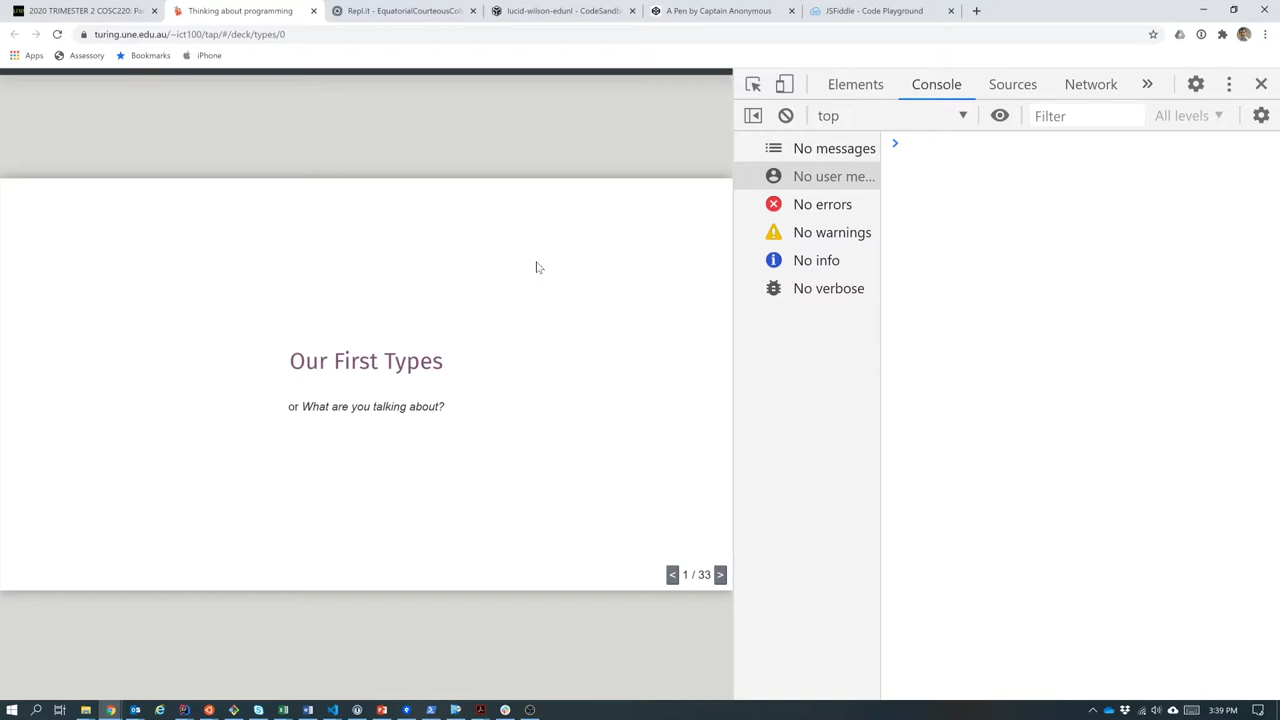 2020 TRIMESTER 2 COSC220: Pa
Thinking about programming
Repl.it - EquatorialCourteousCol
lucid-wilson-edunl - CodeSandb
A Pen by Captain Anonymous
JSFiddle - Code Playground
turing.une.edu.au/~ict100/tap/#/deck/types/0
Apps
Assessory
Bookmarks
iPhone
Elements
Console
Sources
Network
top
Filter
All levels
No messages
No user me...
No errors
No warnings
No info
No verbose
Our First Types
or What are you talking about?
< 1 / 33 >
3:39 PM